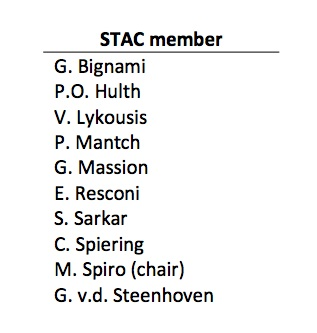 STAC member
G. Bignami
P.O. Hulth
V. Lykousis
P. Mantch
G. Massion
E. Resconi
S. Sarkar
C. Spiering
M. Spiro (chair)
G. v.d. Steenhoven